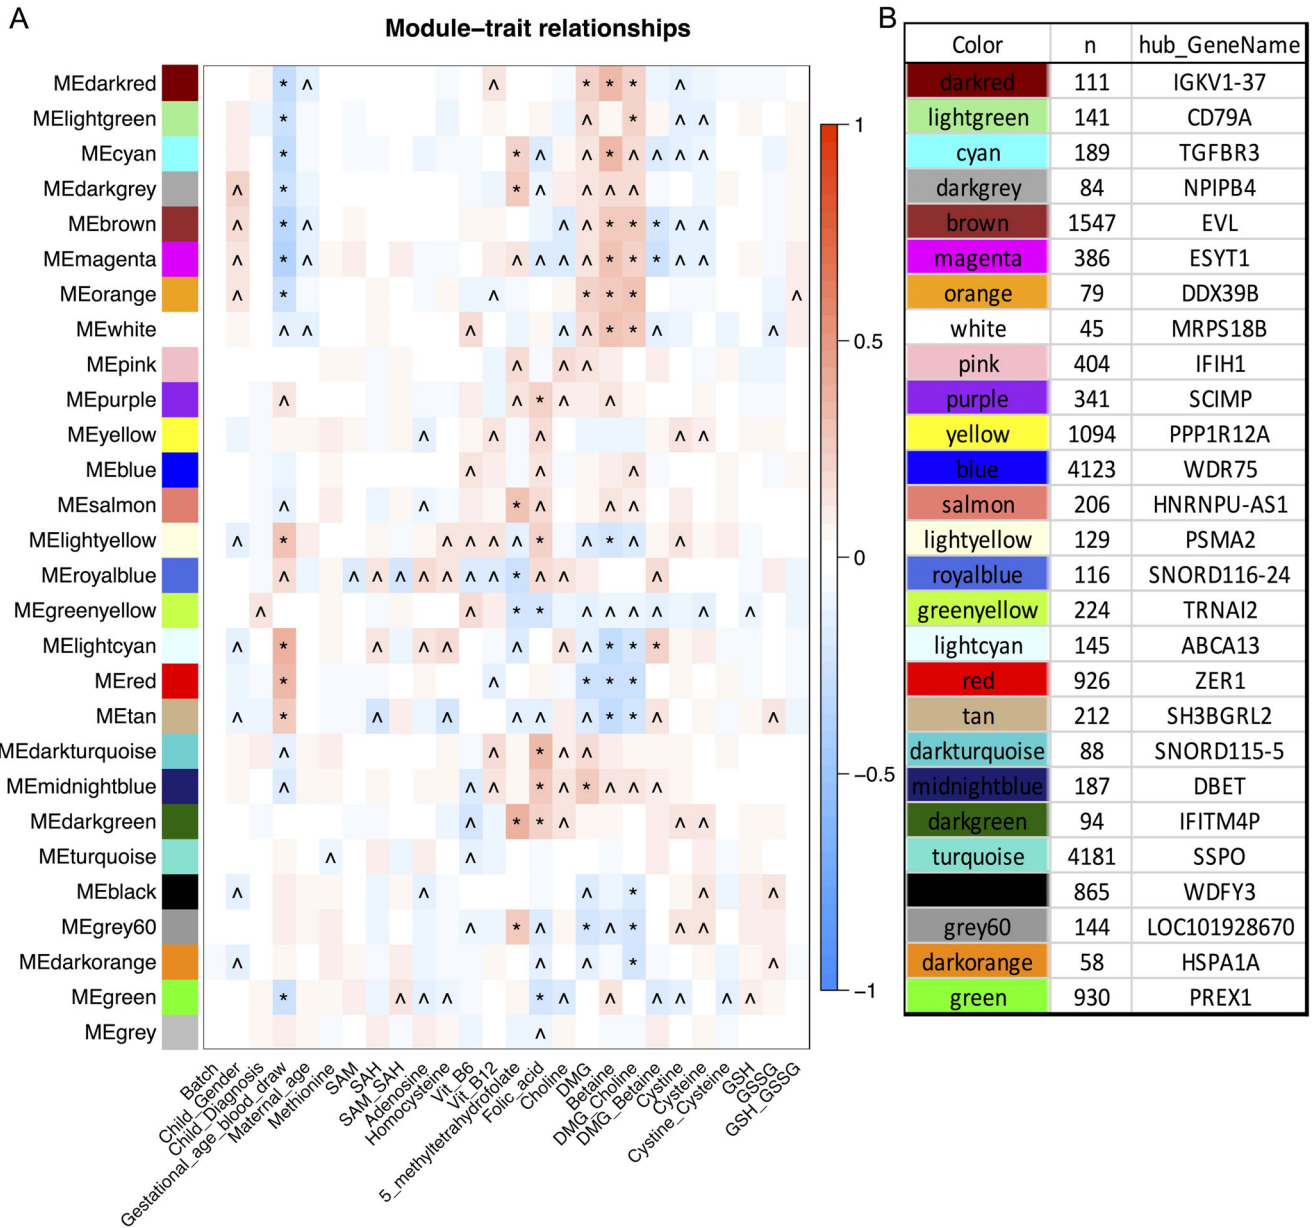 A
Module–trait relationships
MEdarkred * ^ ^ * * * ^
MElightgreen * ^ * ^ ^
MEcyan * * ^ ^ * ^ ^ ^ ^
MEdarkgrey ^ * * ^ ^ ^ ^
MEbrown ^ * ^ ^ ^ * * * ^ ^
MEmagenta ^ * ^ ^ ^ ^ ^ * * * ^ ^
MEorange ^ * ^ * * * ^
MEwhite ^ ^ ^ ^ ^ * * ^ ^
MEpink ^ ^ ^
MEpurple ^ ^ * ^ ^
MEyellow ^ ^ ^ ^ ^
MEblue ^ ^ ^
MEsalmon ^ ^ * ^ ^ ^
MElightyellow ^ * ^ ^ ^ ^ * ^ * ^ ^
MEroyalblue ^ ^ ^ ^ ^ ^ ^ ^ * ^ ^ ^
MEgreenyellow ^ ^ * * ^ ^ ^ ^ ^ ^
MElightcyan ^ * ^ ^ ^ ^ ^ ^ * * *
MEred * ^ * * *
MEtan ^ * ^ ^ ^ ^ ^ * * ^ ^
MEdarkturquoise ^ ^ * ^ ^
MEmidnightblue ^ ^ ^ * ^ * ^ ^ ^
MEdarkgreen ^ * * ^ ^ ^
MEturquoise ^ ^
MEblack ^ ^ ^ * ^ ^
MEgrey60 ^ * ^ * ^ * ^ ^
MEdarkorange ^ ^ ^ * ^
MEgreen * ^ ^ ^ * ^ ^ ^ ^ ^ ^
MEgrey ^
Batch
Child_Gender
Child_Diagnosis
Gestational_age_blood_draw
Maternal_age
Methionine
SAM
SAH
SAM_SAH
Adenosine
Homocysteine
Vit_B6
Vit_B12
5_methyltetrahydrofolate
Folic_acid
Choline
DMG
Betaine
DMG_Choline
DMG_Betaine
Cystine
Cysteine
Cystine_Cysteine
GSH
GSSG
GSH_GSSG
1
0.5
0
−0.5
−1
B
Color n hub_GeneName
darkred 111 IGKV1-37
lightgreen 141 CD79A
cyan 189 TGFBR3
darkgrey 84 NPIPB4
brown 1547 EVL
magenta 386 ESYT1
orange 79 DDX39B
white 45 MRPS18B
pink 404 IFIH1
purple 341 SCIMP
yellow 1094 PPP1R12A
blue 4123 WDR75
salmon 206 HNRNPU-AS1
lightyellow 129 PSMA2
royalblue 116 SNORD116-24
greenyellow 224 TRNAI2
lightcyan 145 ABCA13
red 926 ZER1
tan 212 SH3BGRL2
darkturquoise 88 SNORD115-5
midnightblue 187 DBET
darkgreen 94 IFITM4P
turquoise 4181 SSPO
865 WDFY3
grey60 144 LOC101928670
darkorange 58 HSPA1A
green 930 PREX1